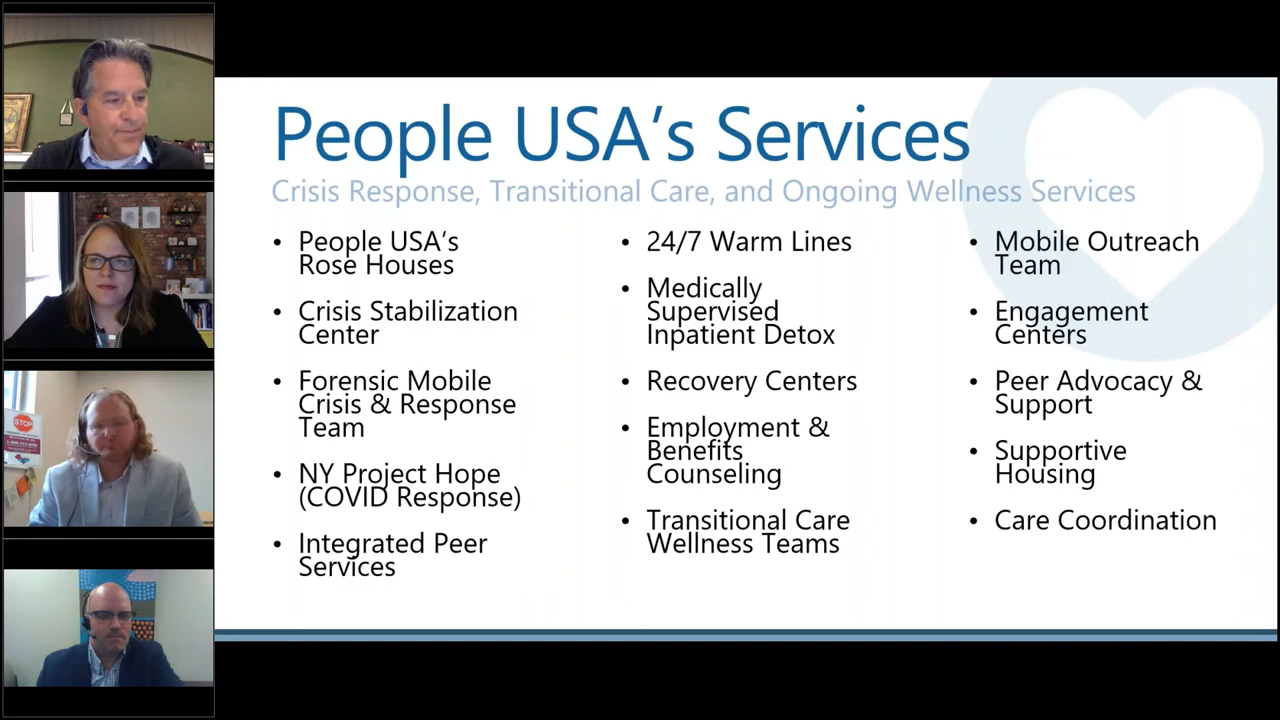 People USA's Services
Crisis Response, Transitional Care, and Ongoing Wellness Services
• People USA's
Rose Houses
• Crisis Stabilization
Center
• Forensic Mobile
Crisis & Response
Team
• NY Project Hope
(COVID Response)
• Integrated Peer
Services
• 24/7 Warm Lines
• Medically
Supervised
Inpatient Detox
• Recovery Centers
• Employment &
Benefits
Counseling
• Transitional Care
Wellness Teams
• Mobile Outreach
Team
• Engagement
Centers
• Peer Advocacy &
Support
• Supportive
Housing
• Care Coordination
STOP